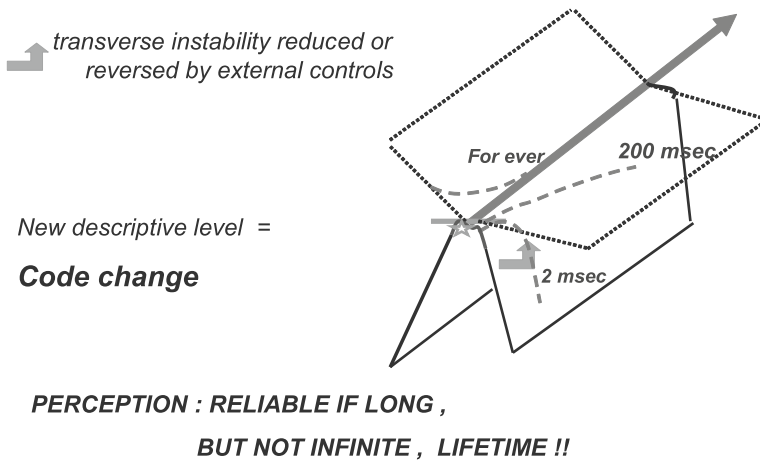 transverse instability reduced or
reversed by external controls
For ever
200 msec
New descriptive level =
Code change
2 msec
PERCEPTION : RELIABLE IF LONG ,
BUT NOT INFINITE , LIFETIME !!